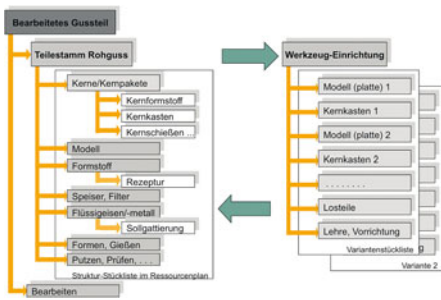 Bearbeitetes Gussteil
Teilestamm Rohguss
Kerne/Kernpakete
Kernformstoff
Kernkasten
Kernschießen ...
Modell
Formstoff
Rezeptur
Speiser, Filter
Flüssigeisen/-metall
Sollgattierung
Formen, Gießen
Putzen, Prüfen, . . .
Struktur-Stückliste im Ressourcenplan
Bearbeiten
Werkzeug-Einrichtung
Modell (platte) 1
Kernkasten 1
Modell (platte) 2
Kernkasten 2
. . . . . . . .
Losteile
Lehre, Vorrichtung
Variantenstückliste
g
Variante 2